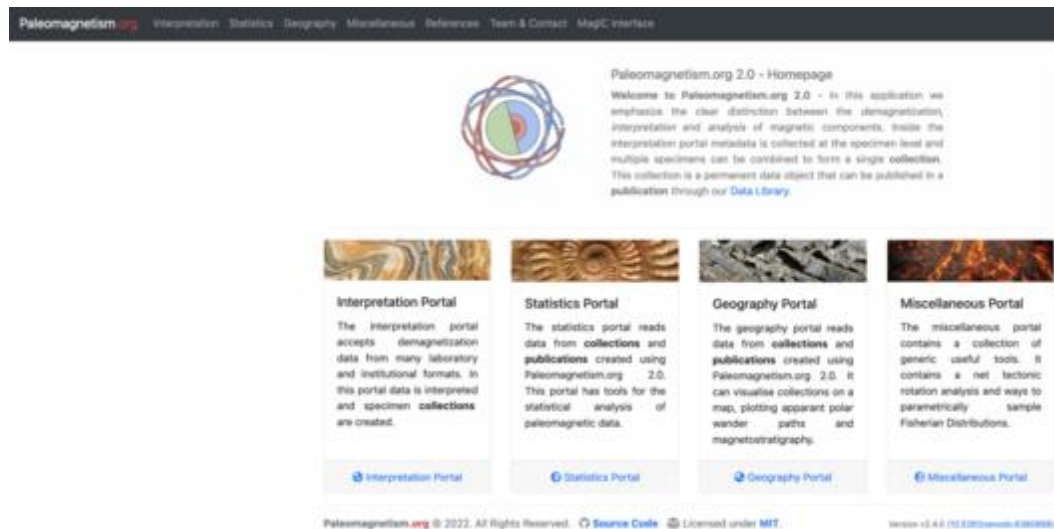 Paleomagnetism.org Interpretation Statistics Geography Miscellaneous References Team & Contact MagIC Interface
Paleomagnetism.org 2.0 - Homepage
Welcome to Paleomagnetism.org 2.0 - In this application we
emphasize the clear distinction between the demagnetization,
interpretation and analysis of magnetic components. Inside the
interpretation portal metadata is collected at the specimen level and
multiple specimens can be combined to form a single collection.
This collection is a permanent data object that can be published in a
publication through our Data Library.
Interpretation Portal
The interpretation portal
accepts demagnetization
data from many laboratory
and institutional formats. In
this portal data is interpreted
and specimen collections
are created.
Interpretation Portal
Statistics Portal
The statistics portal reads
data from collections and
publications created using
Paleomagnetism.org 2.0.
This portal has tools for the
statistical analysis of
paleomagnetic data.
Statistics Portal
Geography Portal
The geography portal reads
data from collections and
publications created using
Paleomagnetism.org 2.0. It
can visualise collections on a
map, plotting apparant polar
wander paths and
magnetostratigraphy.
Geography Portal
Miscellaneous Portal
The miscellaneous portal
contains a collection of
generic useful tools. It
contains a net tectonic
rotation analysis and ways to
parametrically sample
Fisherian Distributions.
Miscellaneous Portal
Paleomagnetism.org © 2022. All Rights Reserved. Source Code Licensed under MIT.
Version v2.4.0